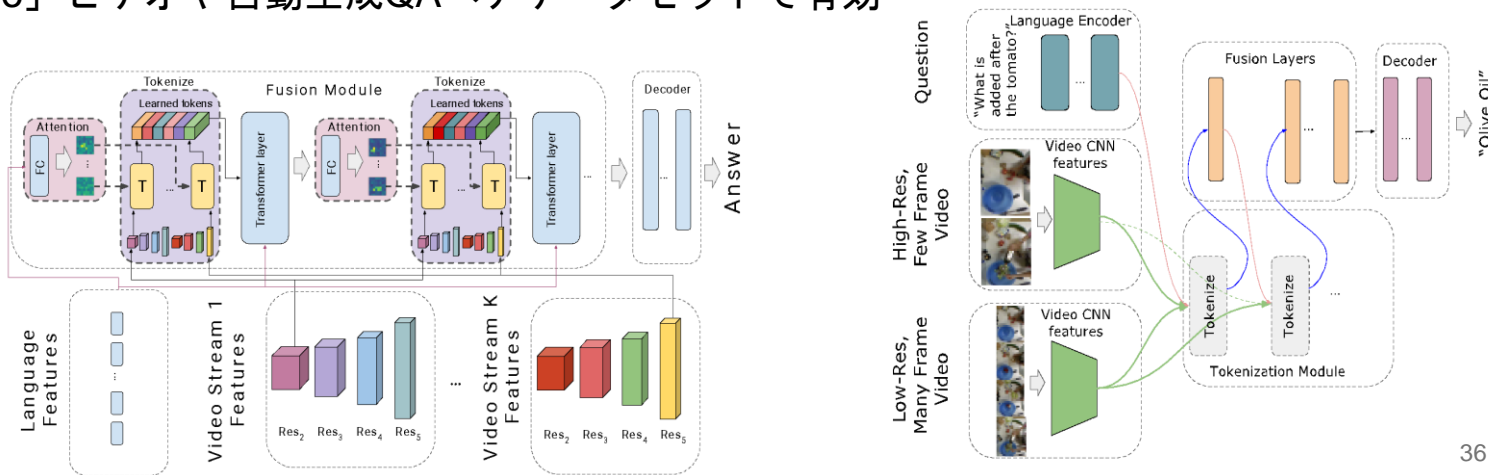 ビデオや自動生成QAペアデータセットで有効
Tokenize
Fusion Module
Tokenize
Decoder
Learned tokens
Learned tokens
Attention
Attention
FC
...
T
...
T
Transformer layer
FC
...
T
...
T
Transformer layer
...
...
Answer
Language
Features
...
Video Stream 1
Features
Res2
Res3
Res4
Res5
...
Video Stream K
Features
Res2
Res3
Res4
Res5
Question
Language Encoder
"What is
added after
the tomato?"
...
Fusion Layers
...
Decoder
...
"Olive Oil"
High-Res,
Few Frame
Video
Video CNN
features
Low-Res,
Many Frame
Video
Video CNN
features
Tokenize
Tokenize
...
Tokenization Module
36